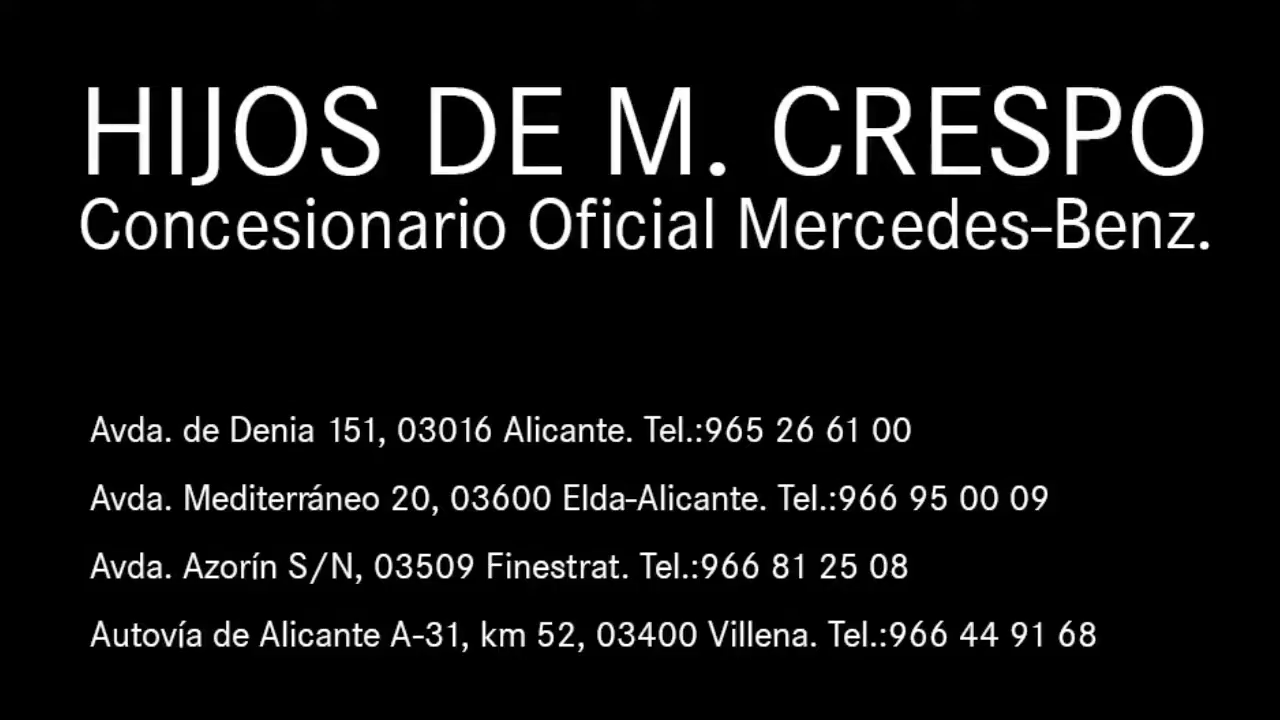 HIJOS DE M. CRESPO
Concesionario Oficial Mercedes-Benz.
Avda. de Denia 151, 03016 Alicante. Tel.:965 26 61 00
Avda. Mediterráneo 20, 03600 Elda-Alicante. Tel.:966 95 00 09
Avda. Azorín S/N, 03509 Finestrat. Tel.:966 81 25 08
Autovía de Alicante A-31, km 52, 03400 Villena. Tel.:966 44 91 68